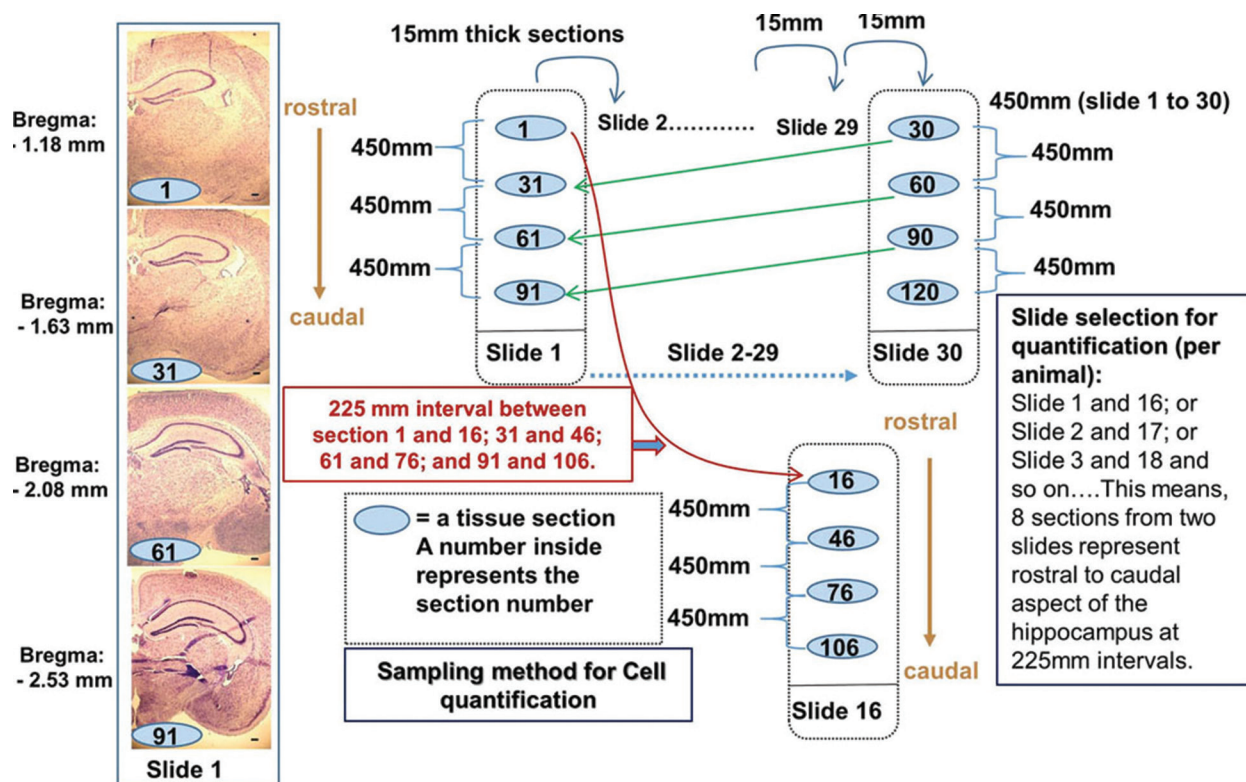 Bregma:
- 1.18 mm
1
Bregma:
- 1.63 mm
31
Bregma:
- 2.08 mm
61
Bregma:
- 2.53 mm
91
Slide 1
rostral
caudal
15mm thick sections
15mm
15mm
1
31
61
91
Slide 1
450mm
450mm
450mm
Slide 2............
Slide 29
30
60
90
120
Slide 30
450mm (slide 1 to 30)
450mm
450mm
450mm
Slide 2-29
225 mm interval between
section 1 and 16; 31 and 46;
61 and 76; and 91 and 106.
= a tissue section
A number inside
represents the
section number
Sampling method for Cell
quantification
16
46
76
106
Slide 16
450mm
450mm
450mm
rostral
caudal
Slide selection for
quantification (per
animal):
Slide 1 and 16; or
Slide 2 and 17; or
Slide 3 and 18 and
so on....This means,
8 sections from two
slides represent
rostral to caudal
aspect of the
hippocampus at
225mm intervals.